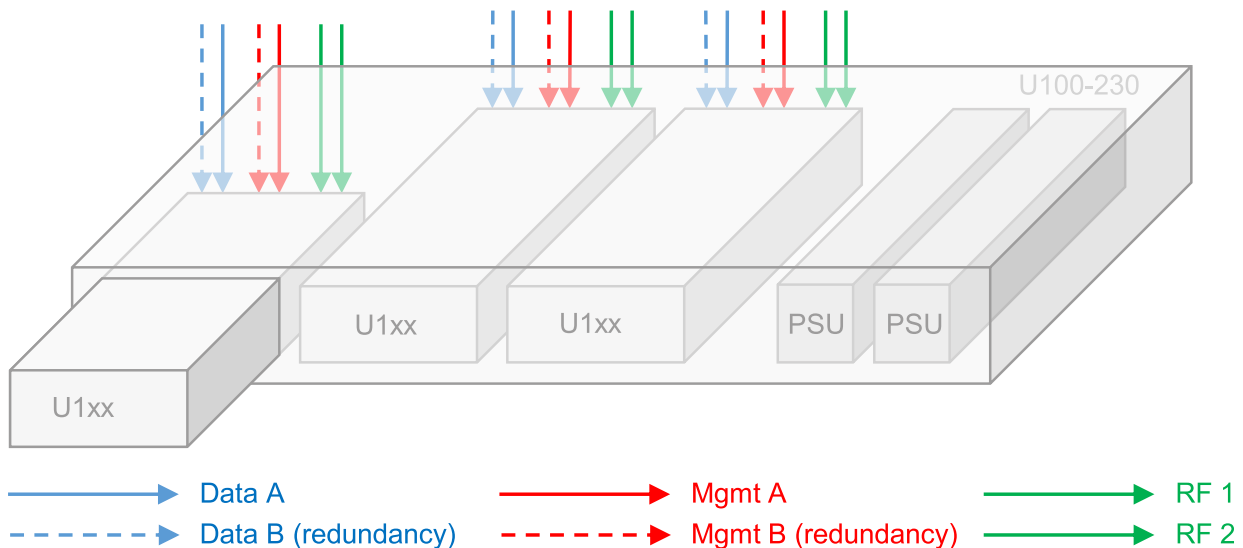 U100-230
U1xx
U1xx
PSU
PSU
U1xx
Data A
Mgmt A
RF 1
Data B (redundancy)
Mgmt B (redundancy)
RF 2